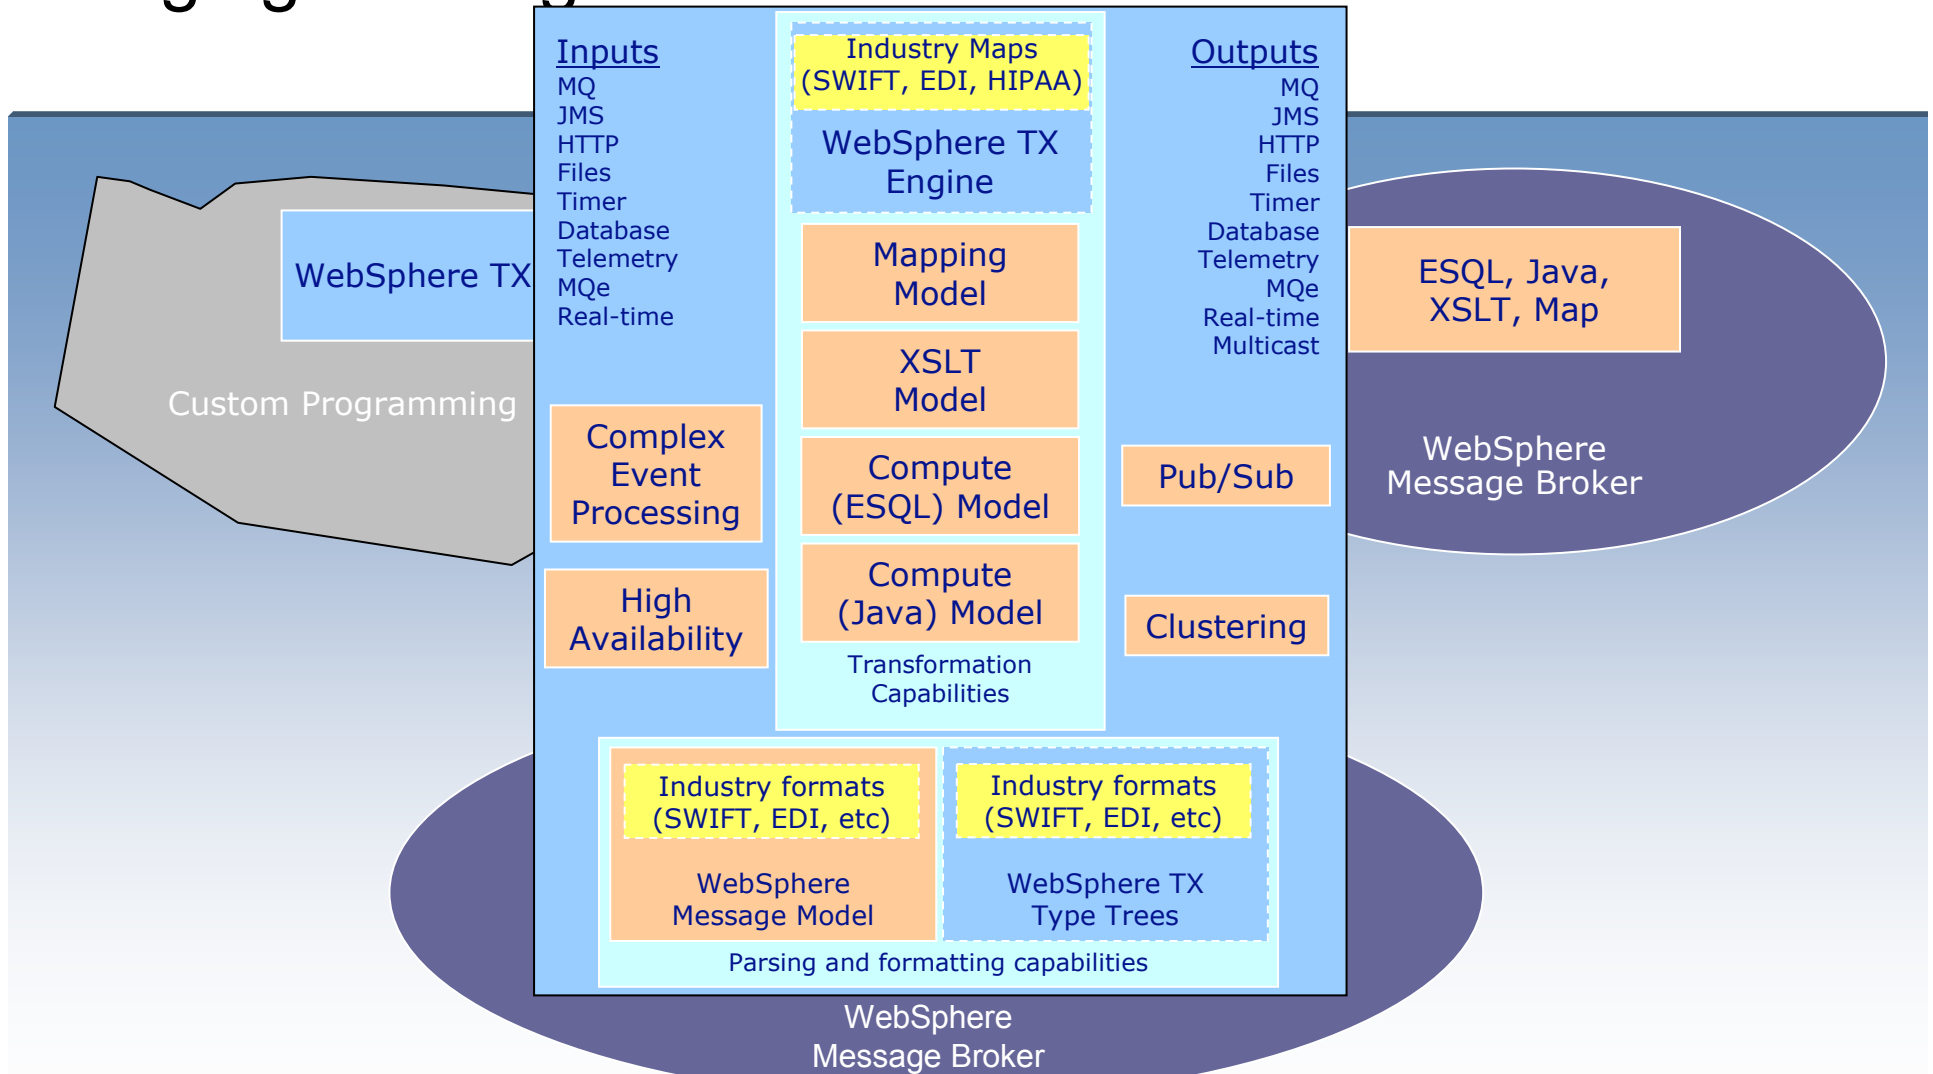 Inputs
MQ
JMS
HTTP
Files
Timer
Database
Telemetry
MQe
Real-time
Industry Maps
(SWIFT, EDI, HIPAA)
WebSphere TX
Engine
Mapping
Model
XSLT
Model
Compute
(ESQL) Model
Compute
(Java) Model
Transformation
Capabilities
Outputs
MQ
JMS
HTTP
Files
Timer
Database
Telemetry
MQe
Real-time
Multicast
WebSphere TX
Custom Programming
Complex
Event
Processing
High
Availability
Pub/Sub
Clustering
ESQL, Java,
XSLT, Map
WebSphere
Message Broker
Industry formats
(SWIFT, EDI, etc)
WebSphere
Message Model
Industry formats
(SWIFT, EDI, etc)
WebSphere TX
Type Trees
Parsing and formatting capabilities
WebSphere
Message Broker